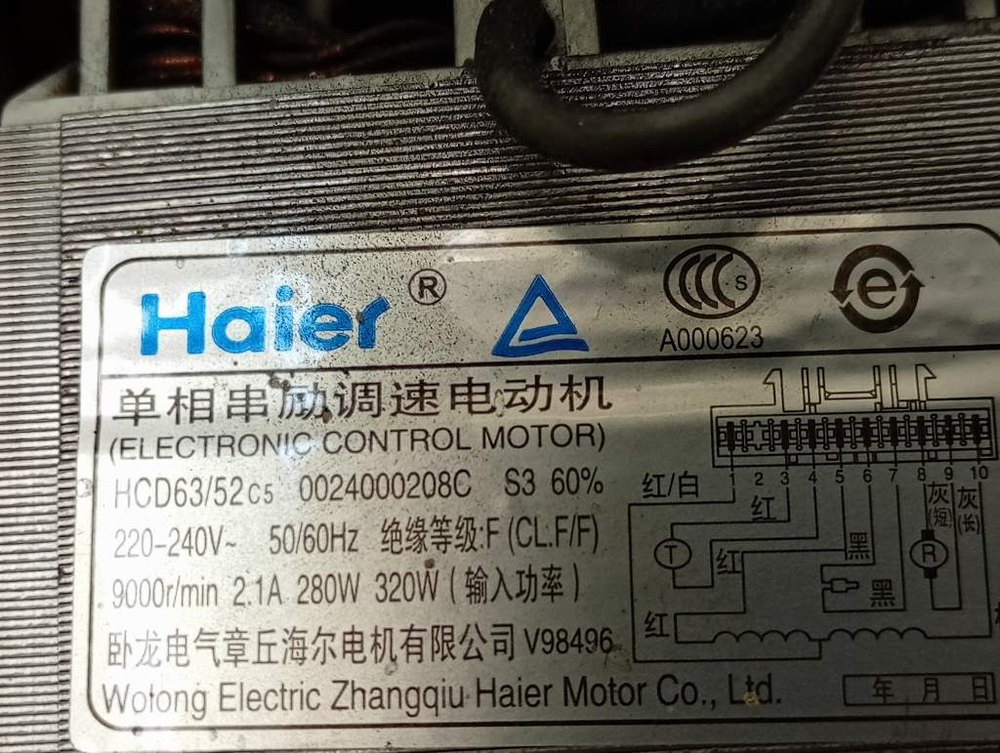 Haier®
S
A000623
e
单相串励调速电动机
(ELECTRONIC CONTROL MOTOR)
HCD63/52C5 0024000208C S3 60%
220-240V~ 50/60Hz 绝缘等级:F (CL.F/F)
9000r/min 2.1A 280W 320W (输入功率)
卧龙电气章丘海尔电机有限公司 V98496
Wolong Electric Zhangqiu Haier Motor Co., Ltd.
1 2 3 4 5 6 7 8 9 10
红/白
红
灰(短)
灰(长)
T
红
黑
R
黑
红
年 月 日